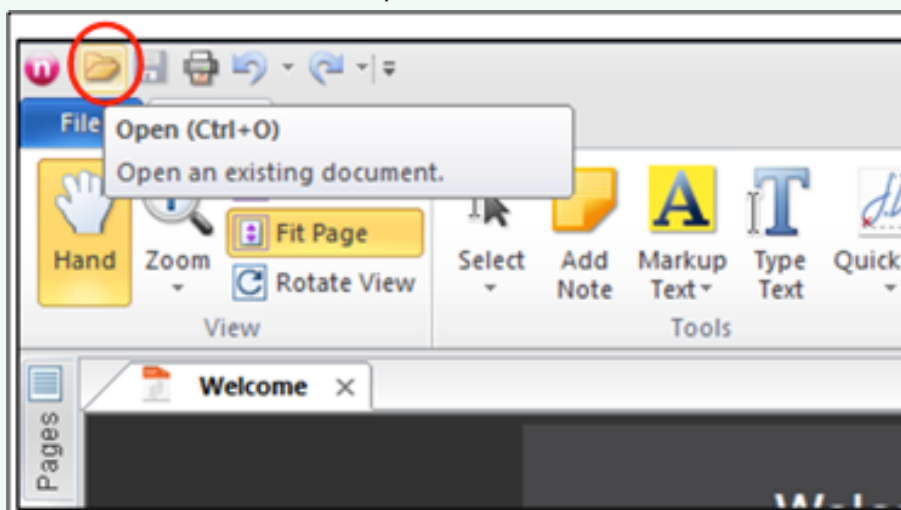 File
Open (Ctrl+O)
Open an existing document.
Hand
Zoom
Fit Page
Rotate View
View
Select
Add
Note
Markup
Text
Type
Text
Quick
Tools
Welcome
Pages